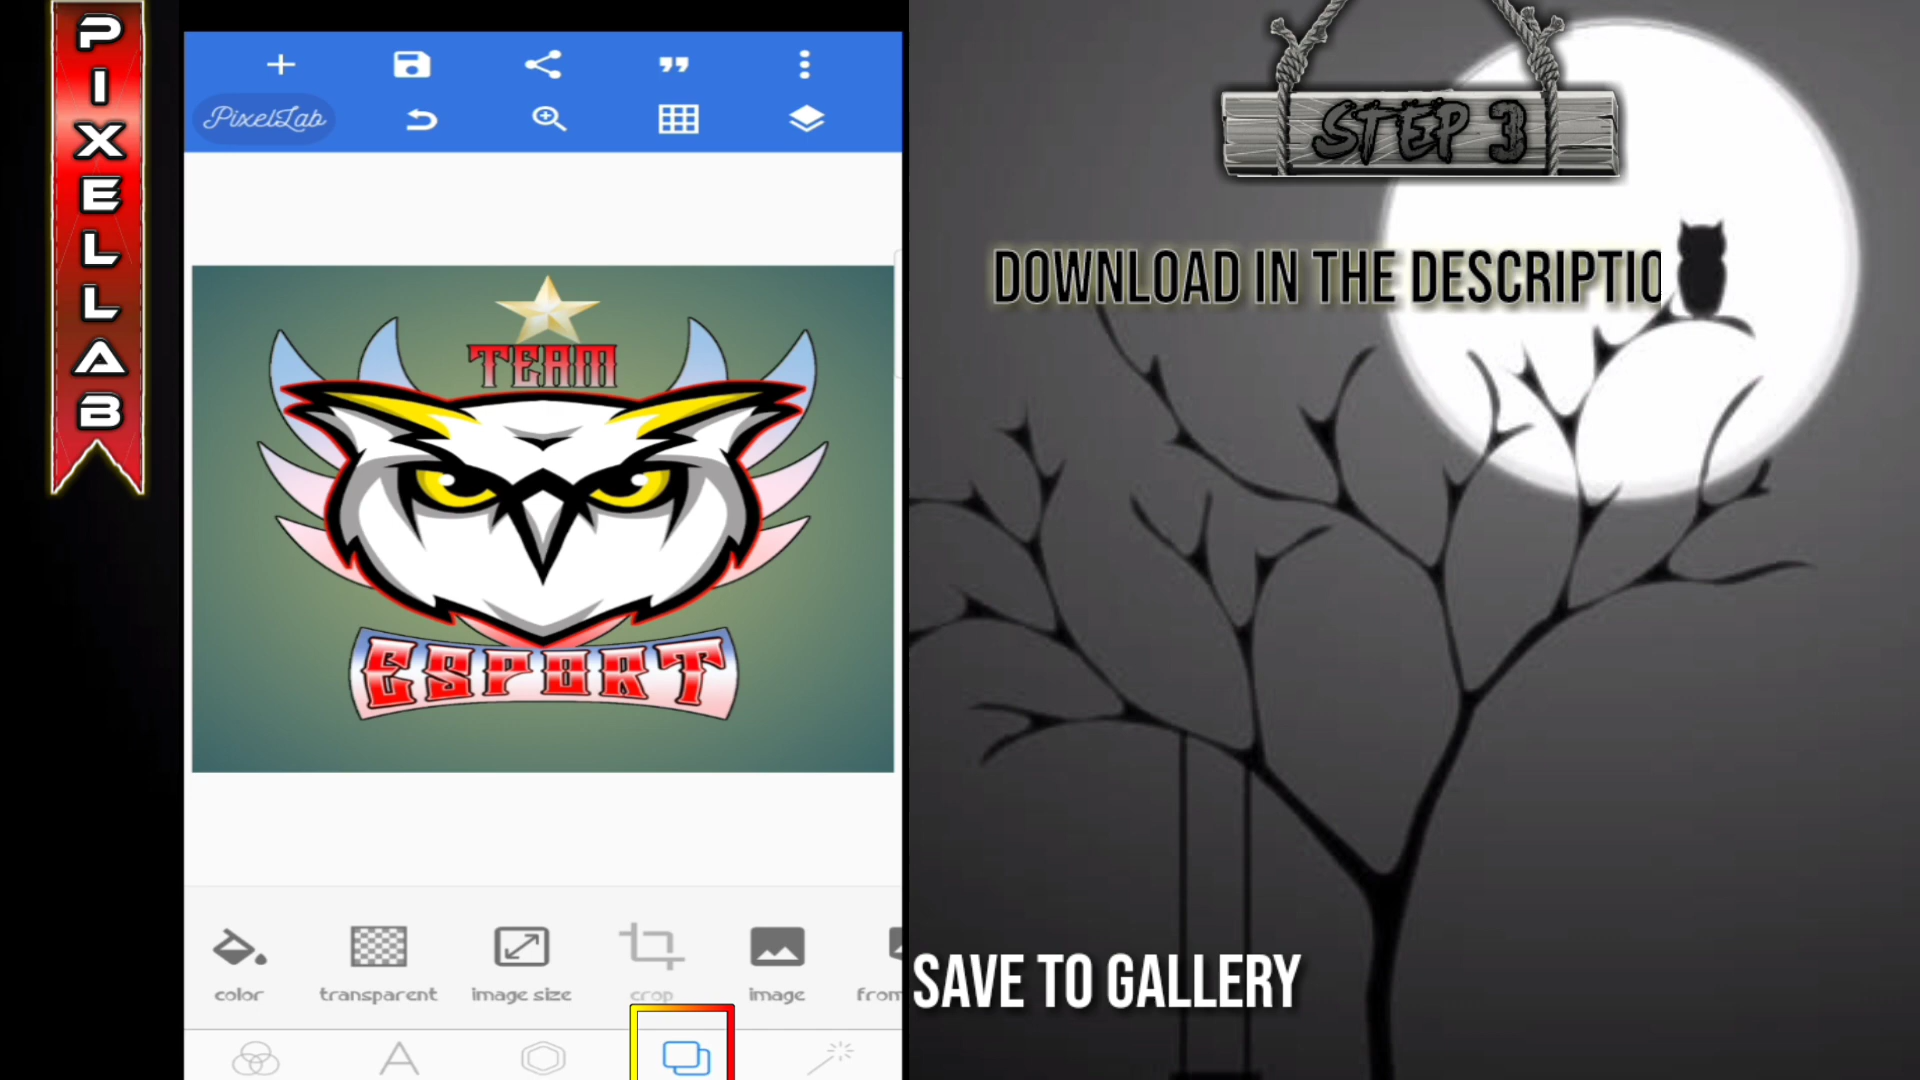 PIXELLAB
PixelLab
TEAM
ESPORT
color
transparent
image size
crop
image
from
STEP 3
DOWNLOAD IN THE DESCRIPTIO
SAVE TO GALLERY